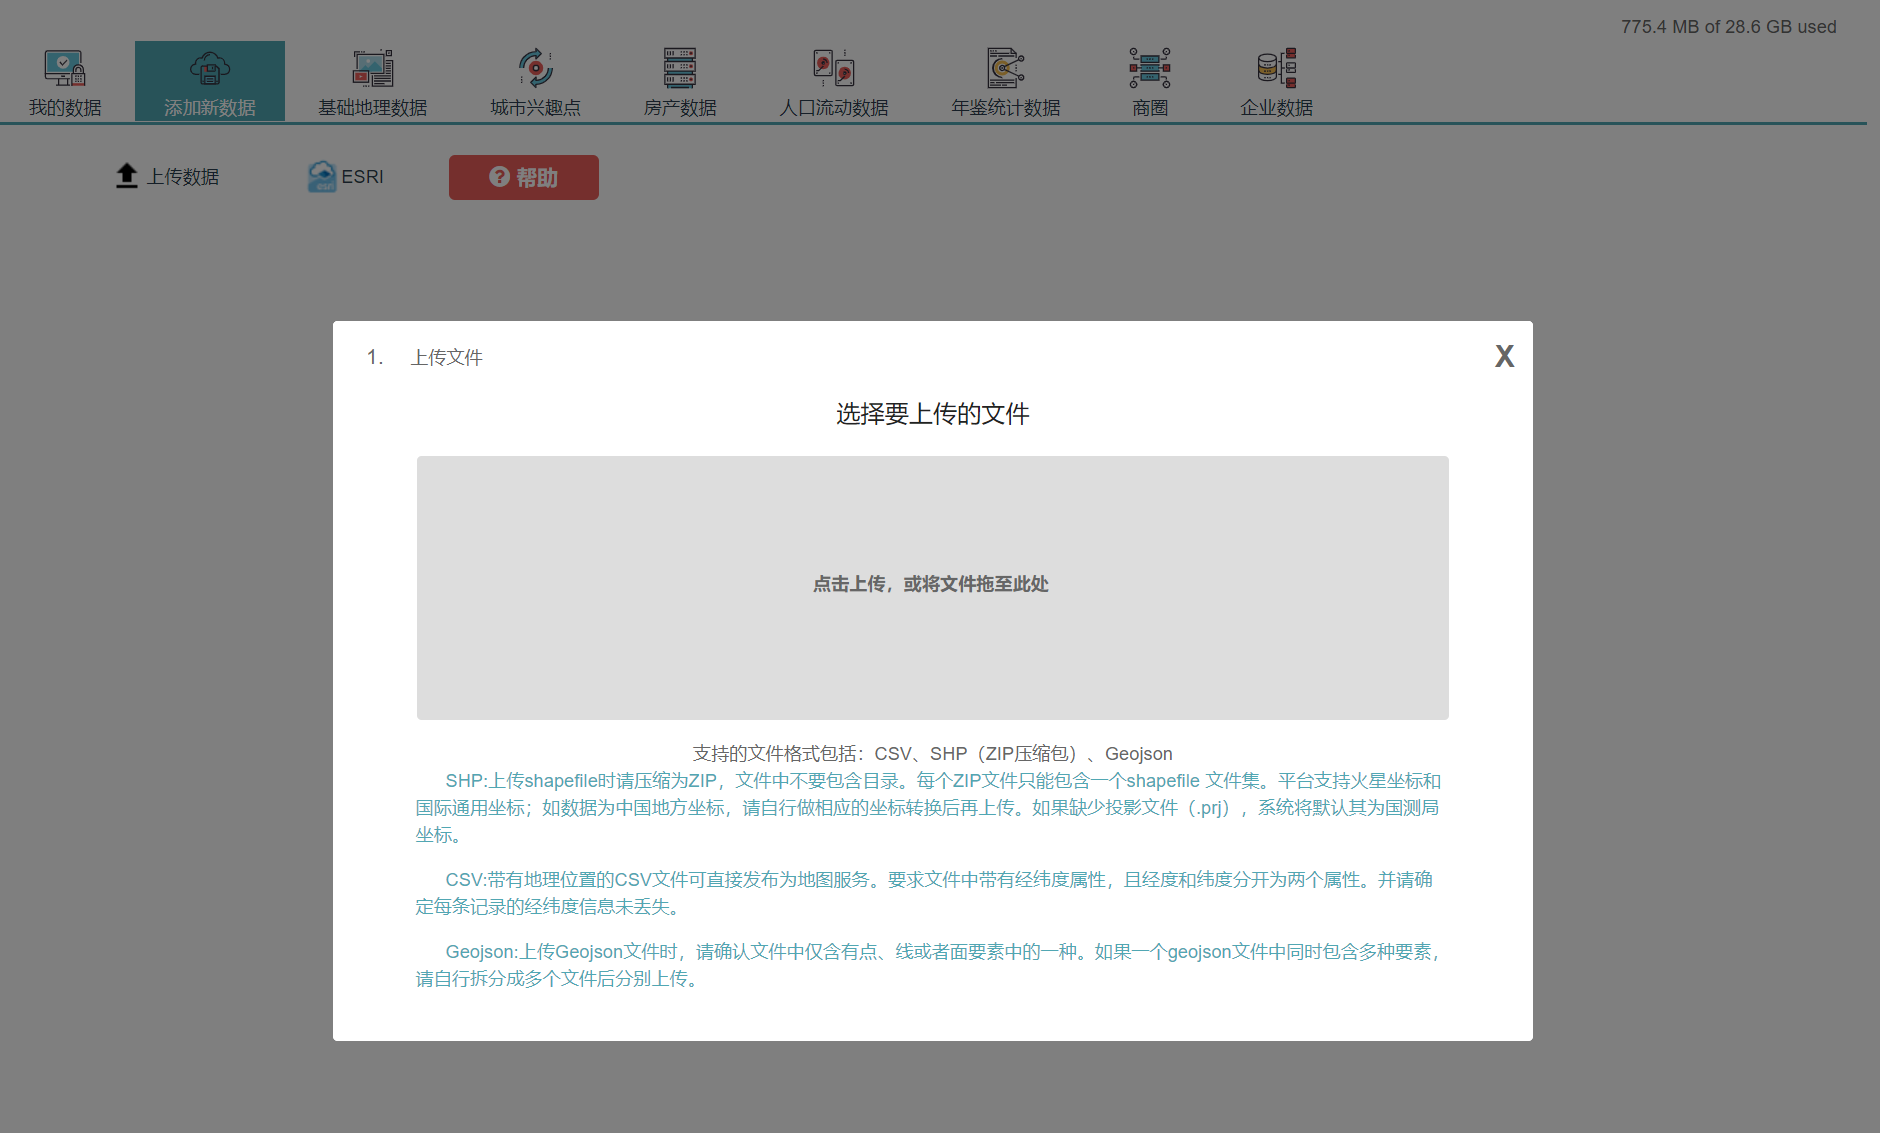 775.4 MB of 28.6 GB used
我的数据
添加新数据
基础地理数据
城市兴趣点
房产数据
人口流动数据
年鉴统计数据
商圈
企业数据
上传数据
esri
ESRI
? 帮助
1. 上传文件
X
选择要上传的文件
点击上传，或将文件拖至此处
支持的文件格式包括：CSV、SHP（ZIP压缩包）、Geojson
SHP:上传shapefile时请压缩为ZIP，文件中不要包含目录。每个ZIP文件只能包含一个shapefile 文件集。平台支持火星坐标和
国际通用坐标；如数据为中国地方坐标，请自行做相应的坐标转换后再上传。如果缺少投影文件（.prj），系统将默认其为国测局
坐标。
CSV:带有地理位置的CSV文件可直接发布为地图服务。要求文件中带有经纬度属性，且经度和纬度分开为两个属性。并请确
定每条记录的经纬度信息未丢失。
Geojson:上传Geojson文件时，请确认文件中仅含有点、线或者面要素中的一种。如果一个geojson文件中同时包含多种要素，
请自行拆分成多个文件后分别上传。